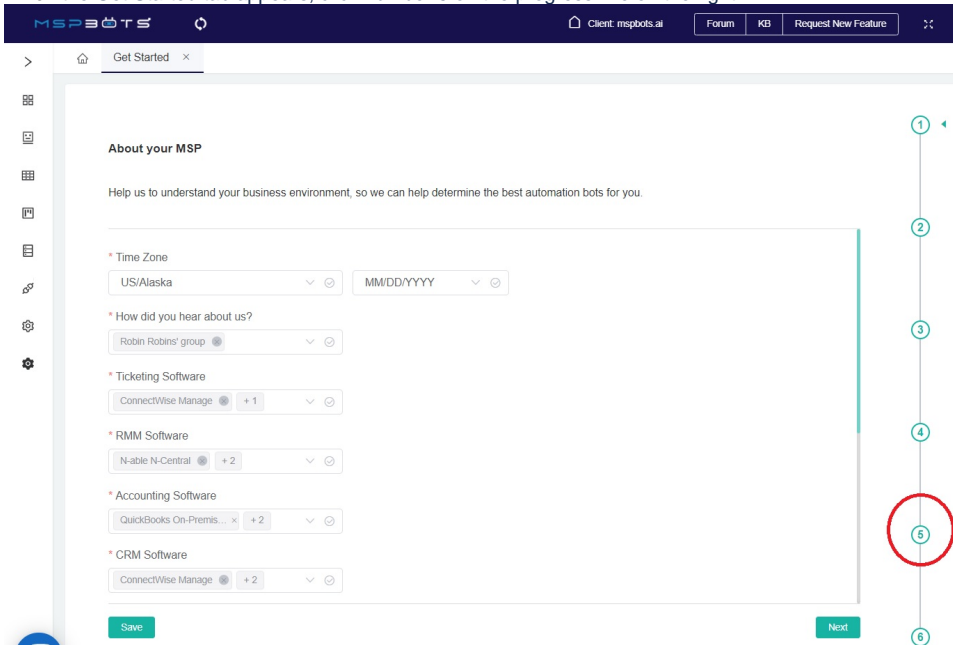 MSPBOTS
Client: mspbots.ai
Forum
KB
Request New Feature
Get Started ×
1
About your MSP
Help us to understand your business environment, so we can help determine the best automation bots for you.
2
* Time Zone
US/Alaska
MM/DD/YYYY
* How did you hear about us?
Robin Robins' group
3
* Ticketing Software
ConnectWise Manage
+ 1
* RMM Software
4
N-able N-Central
+ 2
* Accounting Software
QuickBooks On-Premis... ×
+ 2
5
* CRM Software
ConnectWise Manage
+ 2
Save
Next
6